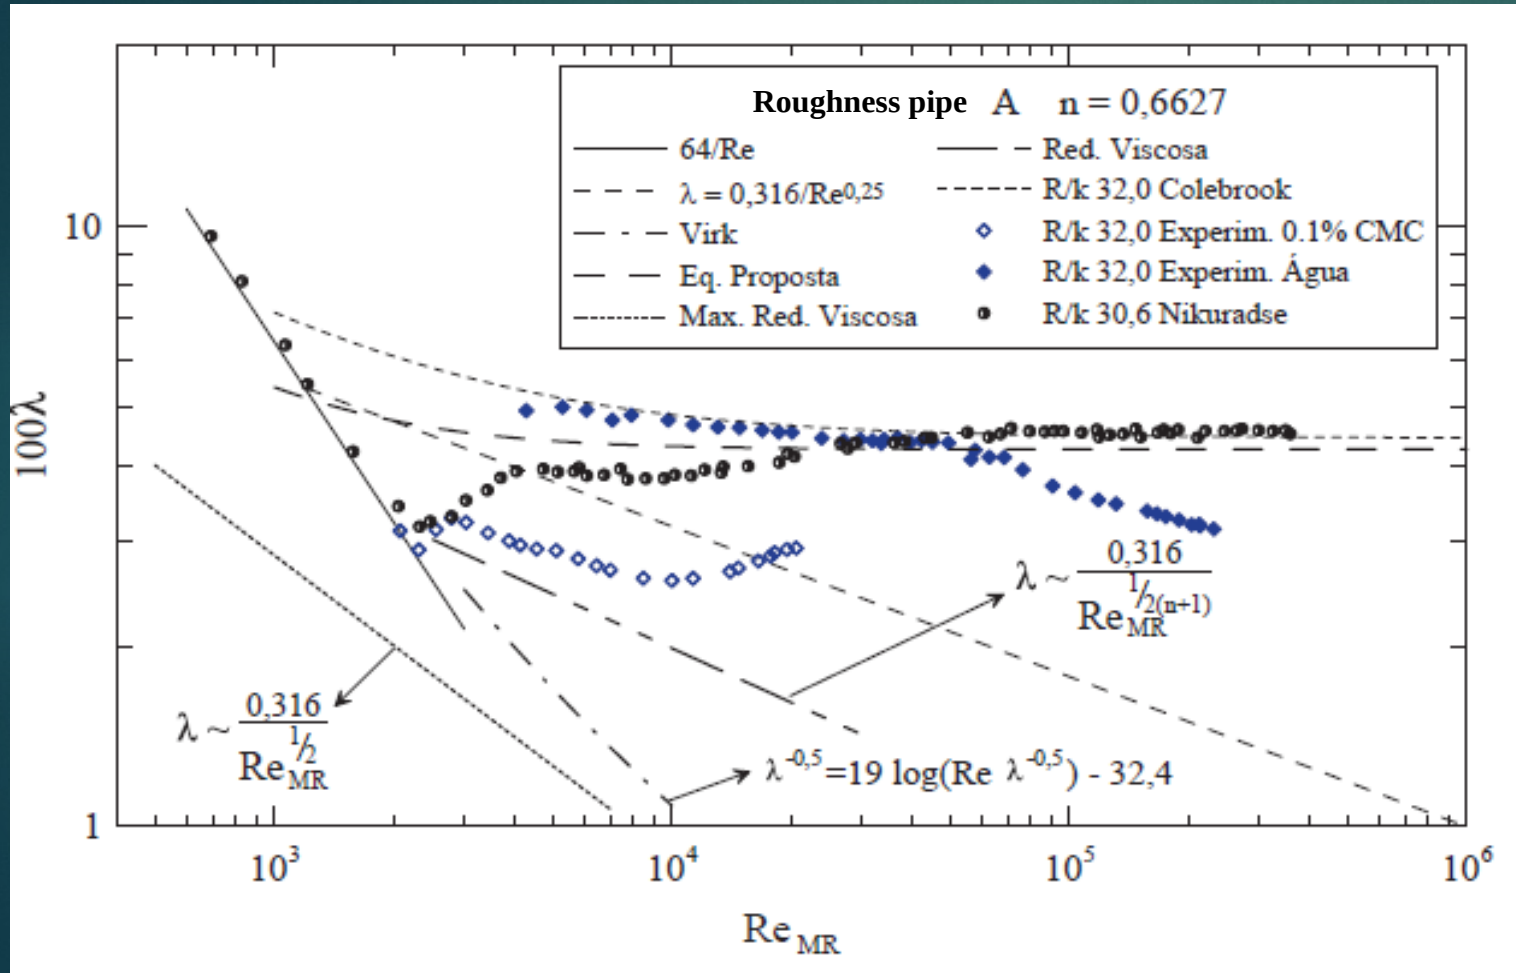 Roughness pipe A n = 0,6627
64/Re
λ = 0,316/Re^0,25
Virk
Eq. Proposta
Max. Red. Viscosa
Red. Viscosa
R/k 32,0 Colebrook
R/k 32,0 Experim. 0.1% CMC
R/k 32,0 Experim. Água
R/k 30,6 Nikuradse
10
1
100λ
λ ~ 0,316 / Re_MR^1/2(n+1)
λ ~ 0,316 / Re_MR^1/2
λ^-0,5=19 log(Re λ^-0,5) - 32,4
10^3 10^4 10^5 10^6
Re_MR